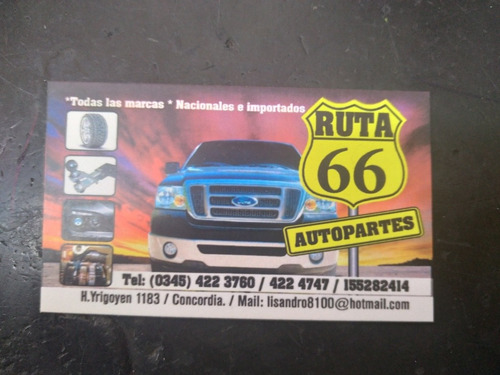 *Todas las marcas * Nacionales e importados
RUTA
66
AUTOPARTES
Ford
Tel: (0345) 422 3760 / 422 4747 / 155282414
H.Yrigoyen 1183 / Concordia. / Mail: lisandro8100@hotmail.com